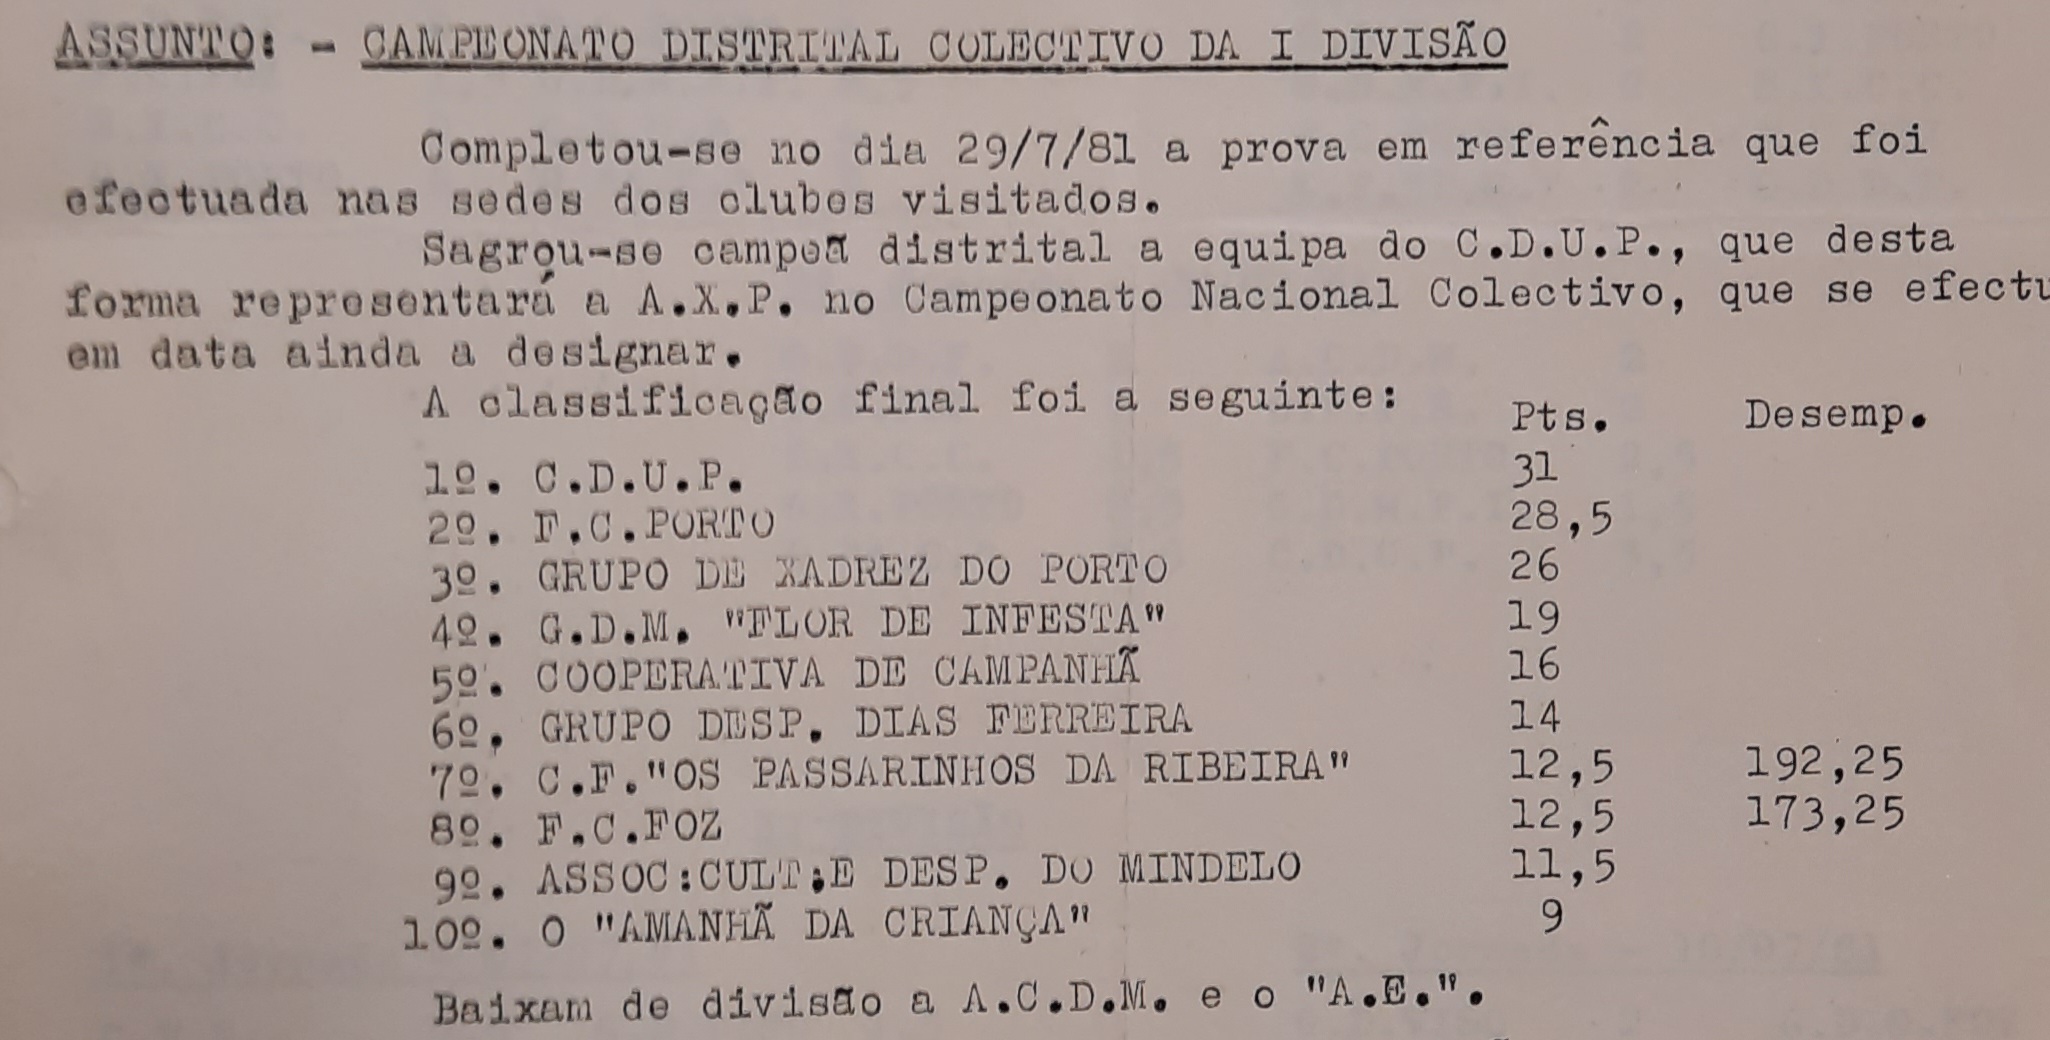 ASSUNTO: - CAMPEONATO DISTRITAL COLECTIVO DA I DIVISÃO
Completou-se no dia 29/7/81 a prova em referência que foi
efectuada nas sedes dos clubes visitados.
Sagrou-se campeã distrital a equipa do C.D.U.P., que desta
forma representará a A.X.P. no Campeonato Nacional Colectivo, que se efectu
em data ainda a designar.
A classificação final foi a seguinte: Pts. Desemp.
1º. C.D.U.P. 31
2º. F.C.PORTO 28,5
3º. GRUPO DE XADREZ DO PORTO 26
4º. G.D.M. "FLOR DE INFESTA" 19
5º. COOPERATIVA DE CAMPANHÃ 16
6º. GRUPO DESP. DIAS FERREIRA 14
7º. C.F."OS PASSARINHOS DA RIBEIRA" 12,5 192,25
8º. F.C.FOZ 12,5 173,25
9º. ASSOC:CULT;E DESP. DO MINDELO 11,5
10º. O "AMANHÃ DA CRIANÇA" 9
Baixam de divisão a A.C.D.M. e o "A.E.".